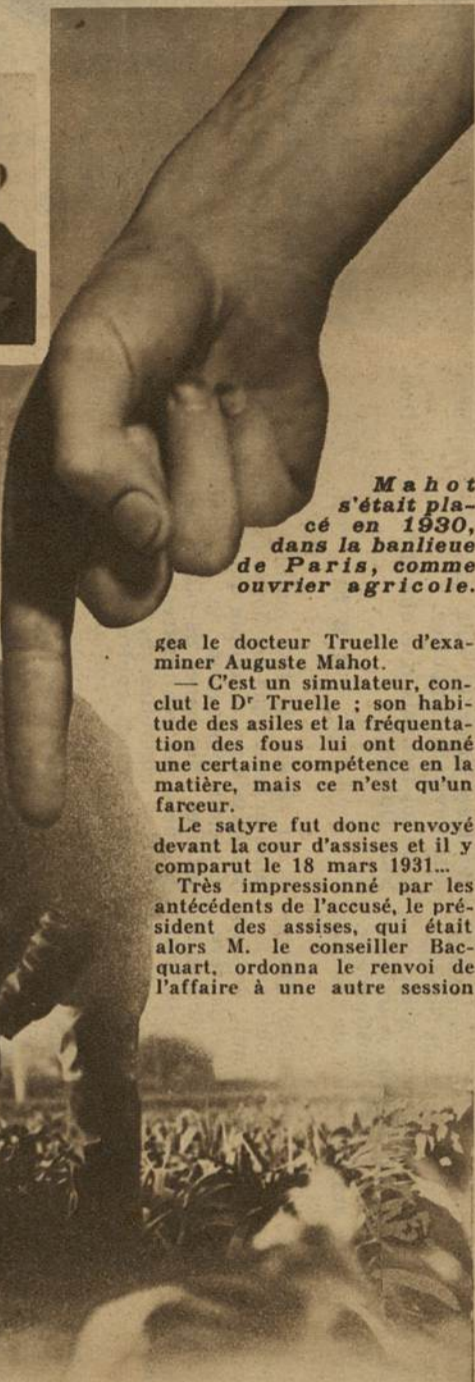 Mahot
s'était pla-
cé en 1930,
dans la banlieue
de Paris, comme
ouvrier agricole.
gea le docteur Truelle d'exa-
miner Auguste Mahot.
— C'est un simulateur, con-
clut le Dr Truelle ; son habi-
tude des asiles et la fréquenta-
tion des fous lui ont donné
une certaine compétence en la
matière, mais ce n'est qu'un
farceur.
Le satyre fut donc renvoyé
devant la cour d'assises et il y
comparut le 18 mars 1931...
Très impressionné par les
antécédents de l'accusé, le pré-
sident des assises, qui était
alors M. le conseiller Bac-
quart, ordonna le renvoi de
l'affaire à une autre session